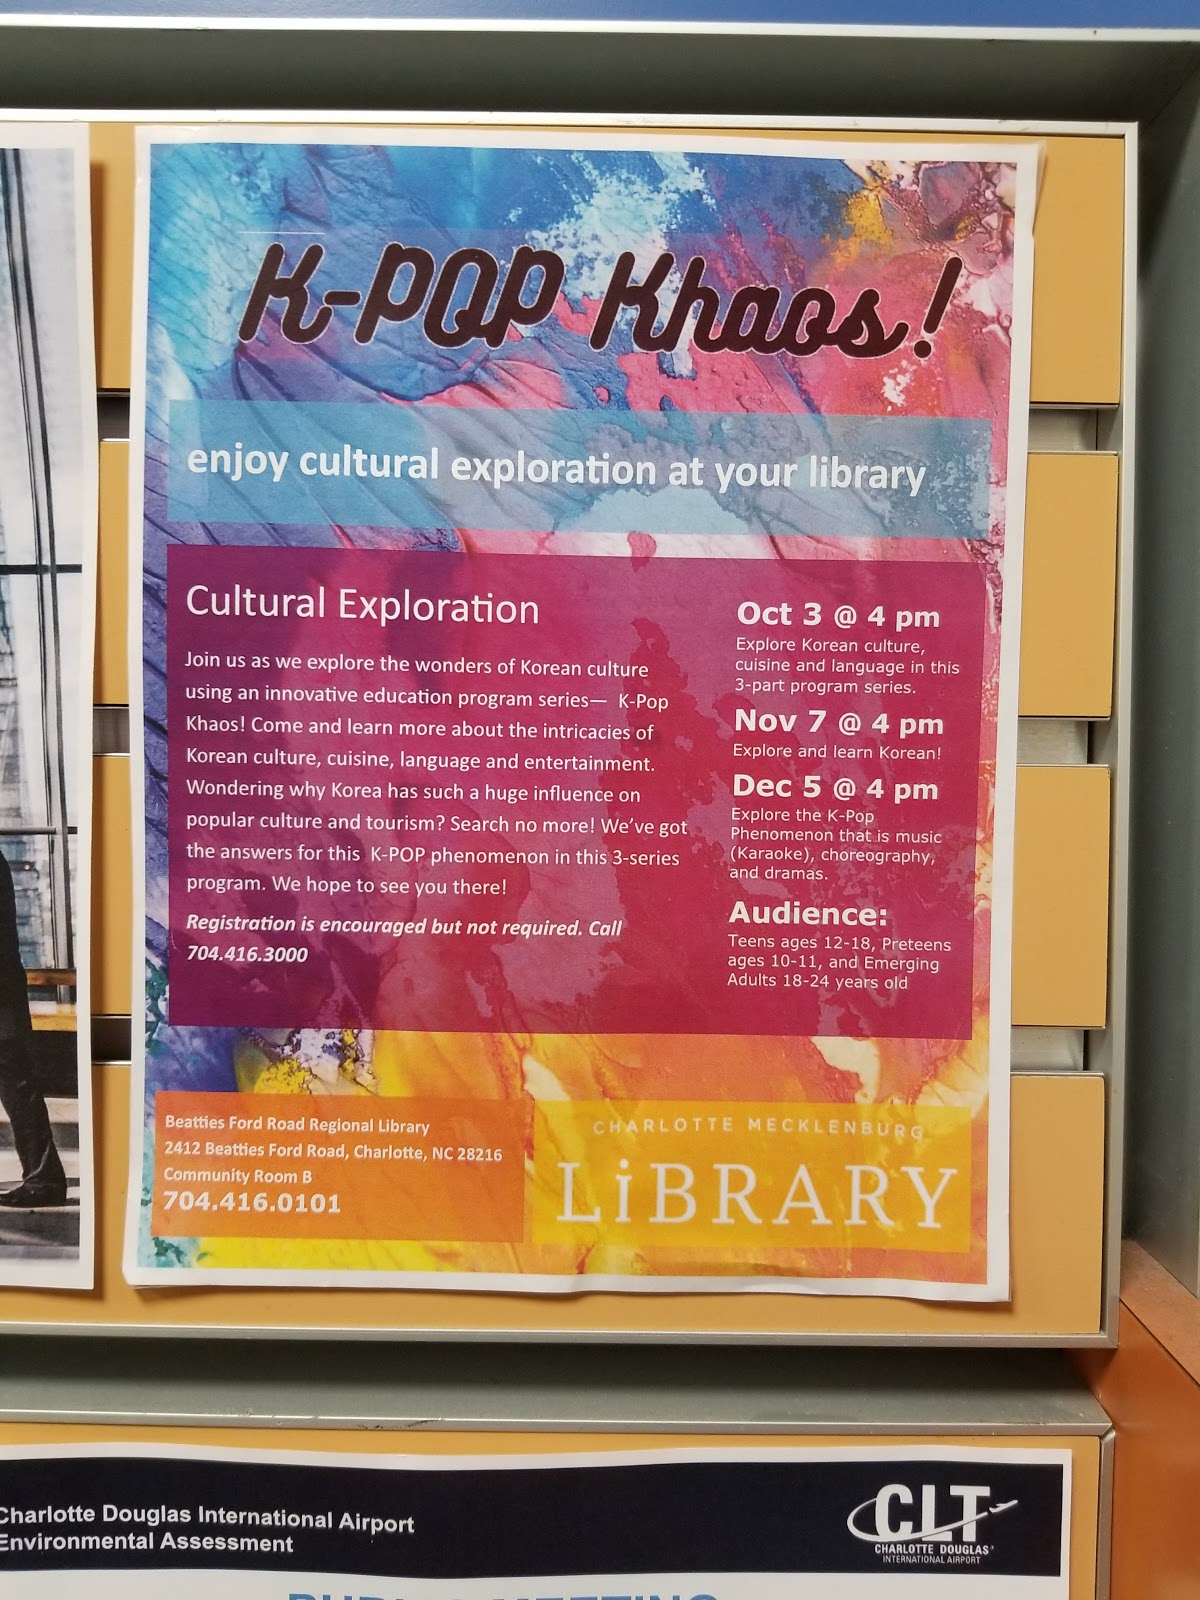 K-POP Khaos!
enjoy cultural exploration at your library
Cultural Exploration
Join us as we explore the wonders of Korean culture
using an innovative education program series— K-Pop
Khaos! Come and learn more about the intricacies of
Korean culture, cuisine, language and entertainment.
Wondering why Korea has such a huge influence on
popular culture and tourism? Search no more! We've got
the answers for this K-POP phenomenon in this 3-series
program. We hope to see you there!
Registration is encouraged but not required. Call
704.416.3000
Oct 3 @ 4 pm
Explore Korean culture,
cuisine and language in this
3-part program series.
Nov 7 @ 4 pm
Explore and learn Korean!
Dec 5 @ 4 pm
Explore the K-Pop
Phenomenon that is music
(Karaoke), choreography,
and dramas.
Audience:
Teens ages 12-18, Preteens
ages 10-11, and Emerging
Adults 18-24 years old
Beatties Ford Road Regional Library
2412 Beatties Ford Road, Charlotte, NC 28216
Community Room B
704.416.0101
CHARLOTTE MECKLENBURG
LiBRARY
Charlotte Douglas International Airport
Environmental Assessment
CLT
CHARLOTTE DOUGLAS
INTERNATIONAL AIRPORT